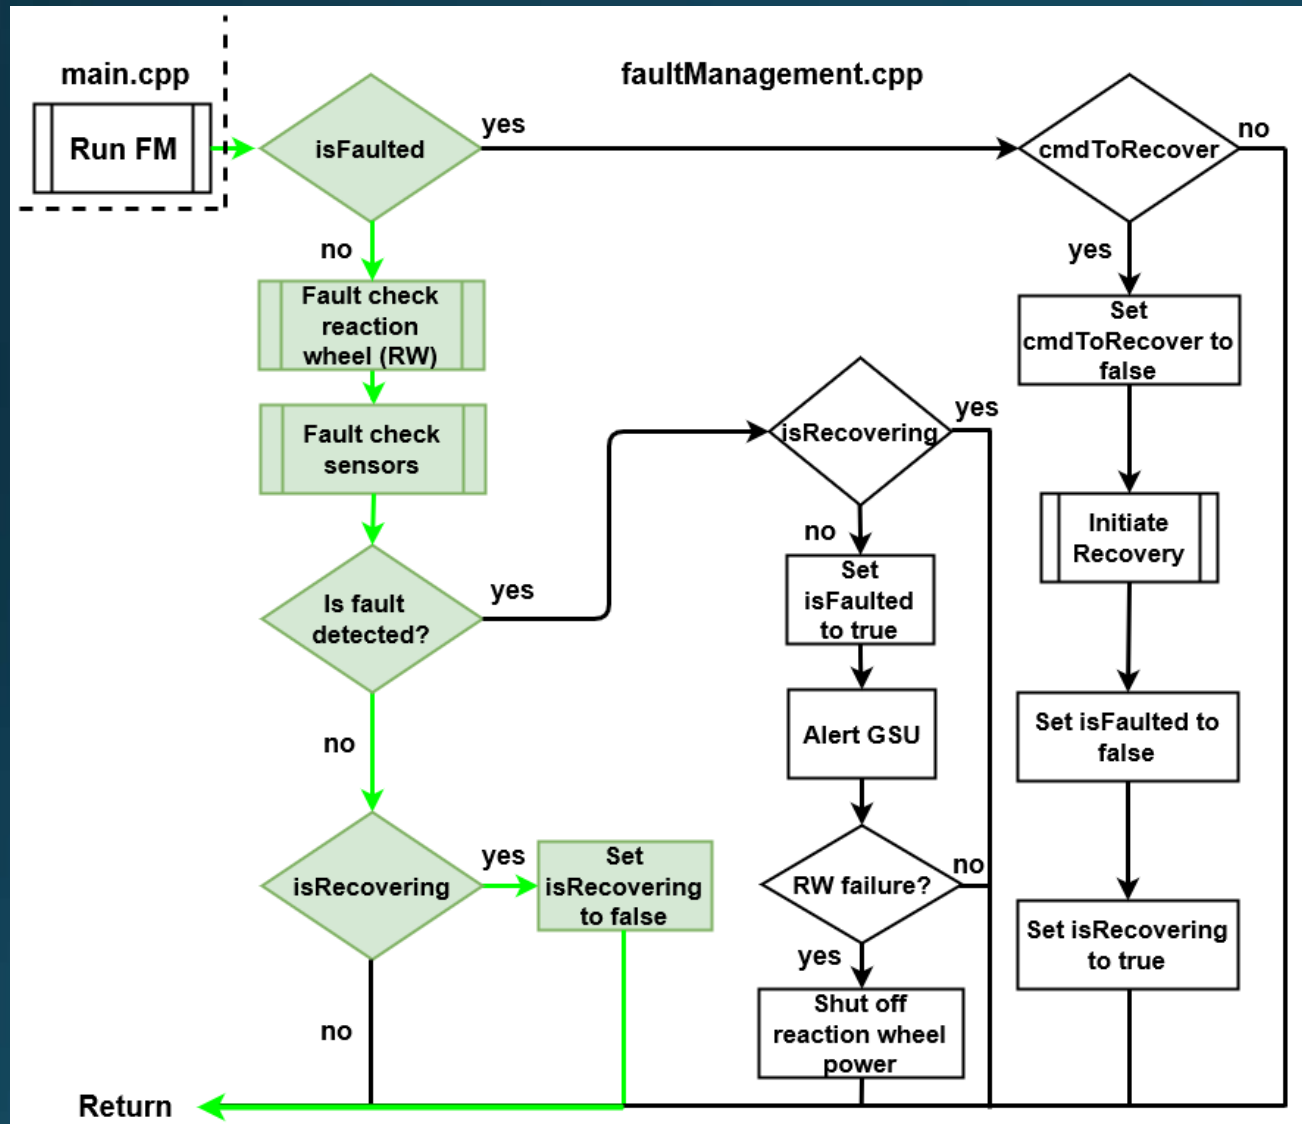 main.cpp
faultManagement.cpp
Run FM
isFaulted
yes
cmdToRecover
no
no
yes
Fault check
reaction
wheel (RW)
Set
cmdToRecover to
false
Fault check
sensors
isRecovering
yes
no
Initiate
Recovery
Is fault
detected?
yes
Set
isFaulted
to true
no
Alert GSU
Set isFaulted to
false
isRecovering
yes
Set
isRecovering
to false
RW failure?
no
yes
Set isRecovering
to true
no
Shut off
reaction wheel
power
Return